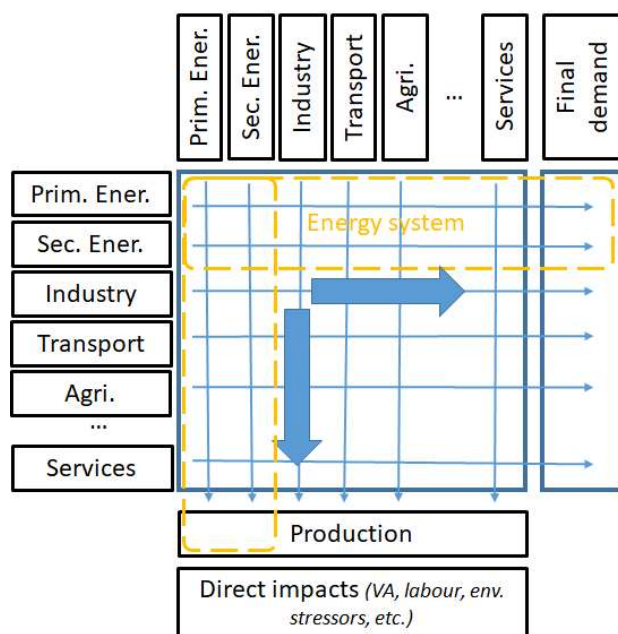 Prim. Ener.
Sec. Ener.
Industry
Transport
Agri.
...
Services
Final
demand
Prim. Ener.
Sec. Ener.
Industry
Transport
Agri.
...
Services
Energy system
Production
Direct impacts (VA, labour, env.
stressors, etc.)